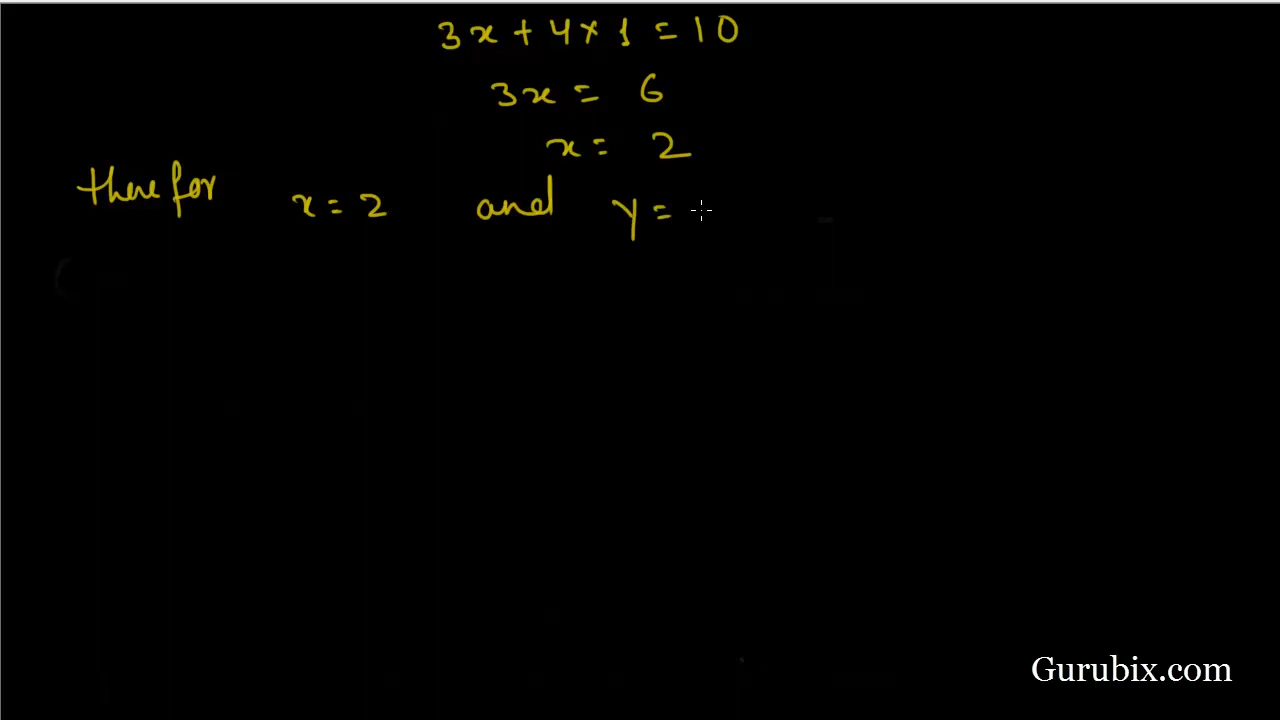 3x + 4 × 1 = 10
3x = 6
x = 2
therefor x = 2 and y =
Gurubix.com